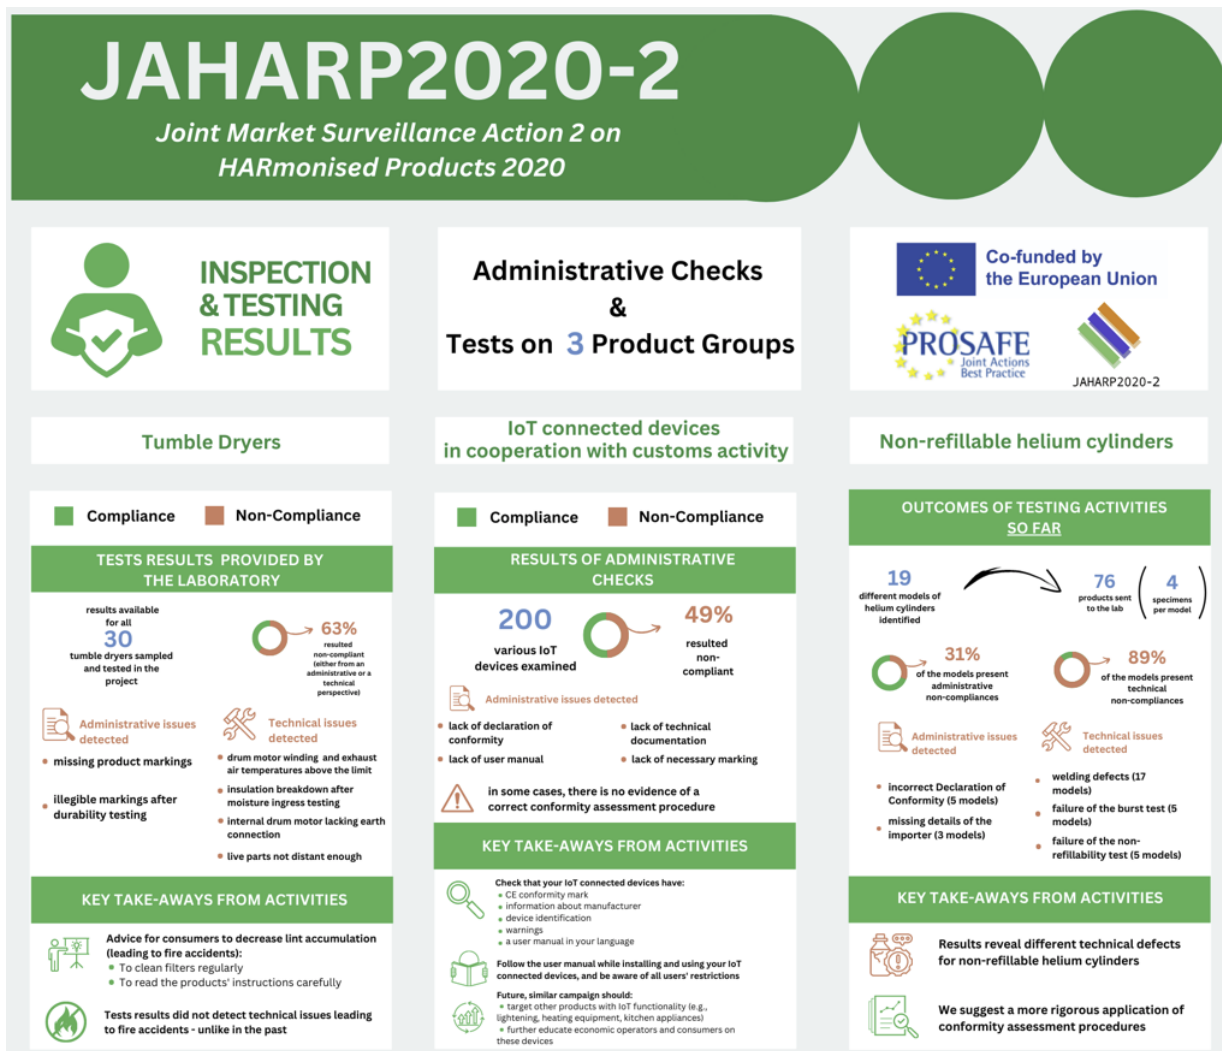 JAHARP2020-2
Joint Market Surveillance Action 2 on
HARmonised Products 2020
INSPECTION
& TESTING
RESULTS
Administrative Checks
&
Tests on 3 Product Groups
Co-funded by
the European Union
PROSAFE
Joint Actions
Best Practice
JAHARP2020-2
Tumble Dryers
Compliance
Non-Compliance
TESTS RESULTS PROVIDED BY
THE LABORATORY
results available
for all
30
tumble dryers sampled
and tested in the
project
63%
resulted
non-compliant
(either from an
administrative or a
technical
perspective)
Administrative issues
detected
missing product markings
illegible markings after
durability testing
Technical issues
detected
drum motor winding and exhaust
air temperatures above the limit
insulation breakdown after
moisture ingress testing
internal drum motor lacking earth
connection
live parts not distant enough
KEY TAKE-AWAYS FROM ACTIVITIES
Advice for consumers to decrease lint accumulation
(leading to fire accidents):
To clean filters regularly
To read the products' instructions carefully
Tests results did not detect technical issues leading
to fire accidents - unlike in the past
IoT connected devices
in cooperation with customs activity
Compliance
Non-Compliance
RESULTS OF ADMINISTRATIVE
CHECKS
200
various IoT
devices examined
49%
resulted
non-
compliant
Administrative issues detected
lack of declaration of
conformity
lack of user manual
lack of technical
documentation
lack of necessary marking
in some cases, there is no evidence of a
correct conformity assessment procedure
KEY TAKE-AWAYS FROM ACTIVITIES
Check that your IoT connected devices have:
CE conformity mark
information about manufacturer
device identification
warnings
a user manual in your language
Follow the user manual while installing and using your IoT
connected devices, and be aware of all users' restrictions
Future, similar campaign should:
target other products with IoT functionality (e.g.,
lightening, heating equipment, kitchen appliances)
further educate economic operators and consumers on
these devices
Non-refillable helium cylinders
OUTCOMES OF TESTING ACTIVITIES
SO FAR
19
different models of
helium cylinders
identified
76
products sent
to the lab
4
specimens
per model
31%
of the models present
administrative
non-compliances
89%
of the models present
technical
non-compliances
Administrative issues
detected
incorrect Declaration of
Conformity (5 models)
missing details of the
importer (3 models)
Technical issues
detected
welding defects (17
models)
failure of the burst test (5
models)
failure of the non-
refillability test (5 models)
KEY TAKE-AWAYS FROM ACTIVITIES
Results reveal different technical defects
for non-refillable helium cylinders
We suggest a more rigorous application of
conformity assessment procedures